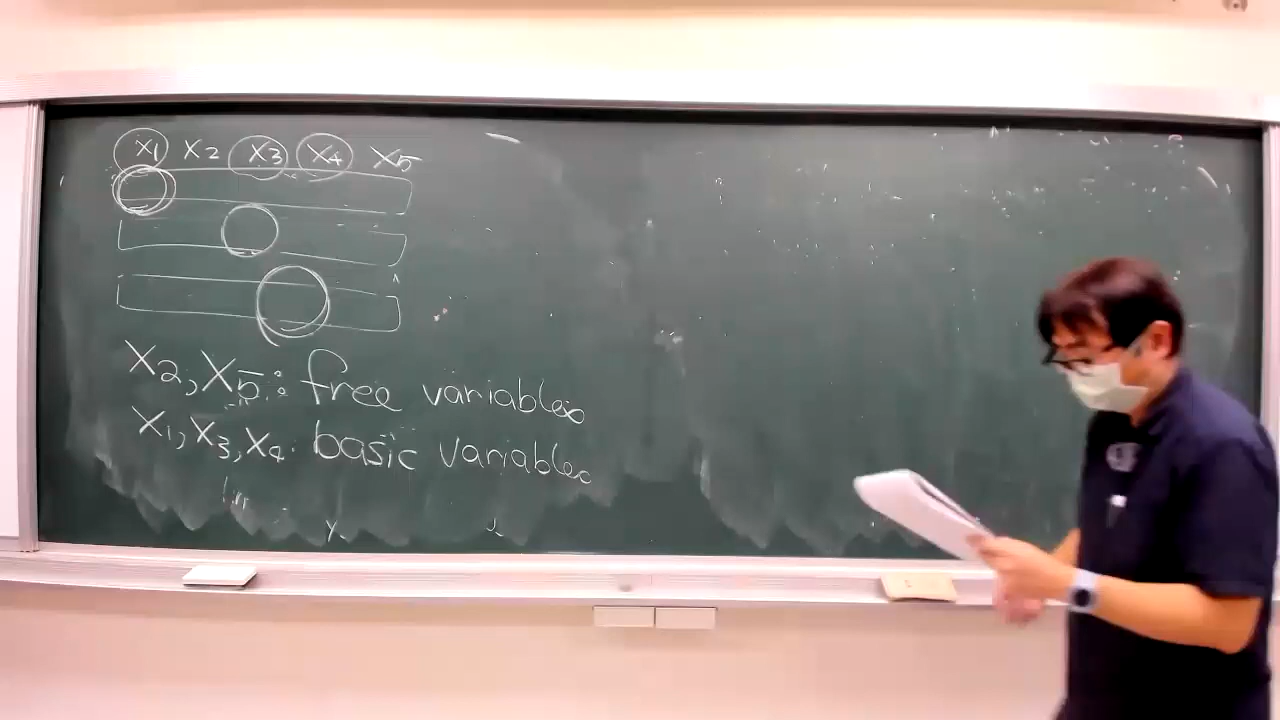 x1 x2 x3 x4 x5
x2, x5: free variables
x1, x3, x4. basic variables